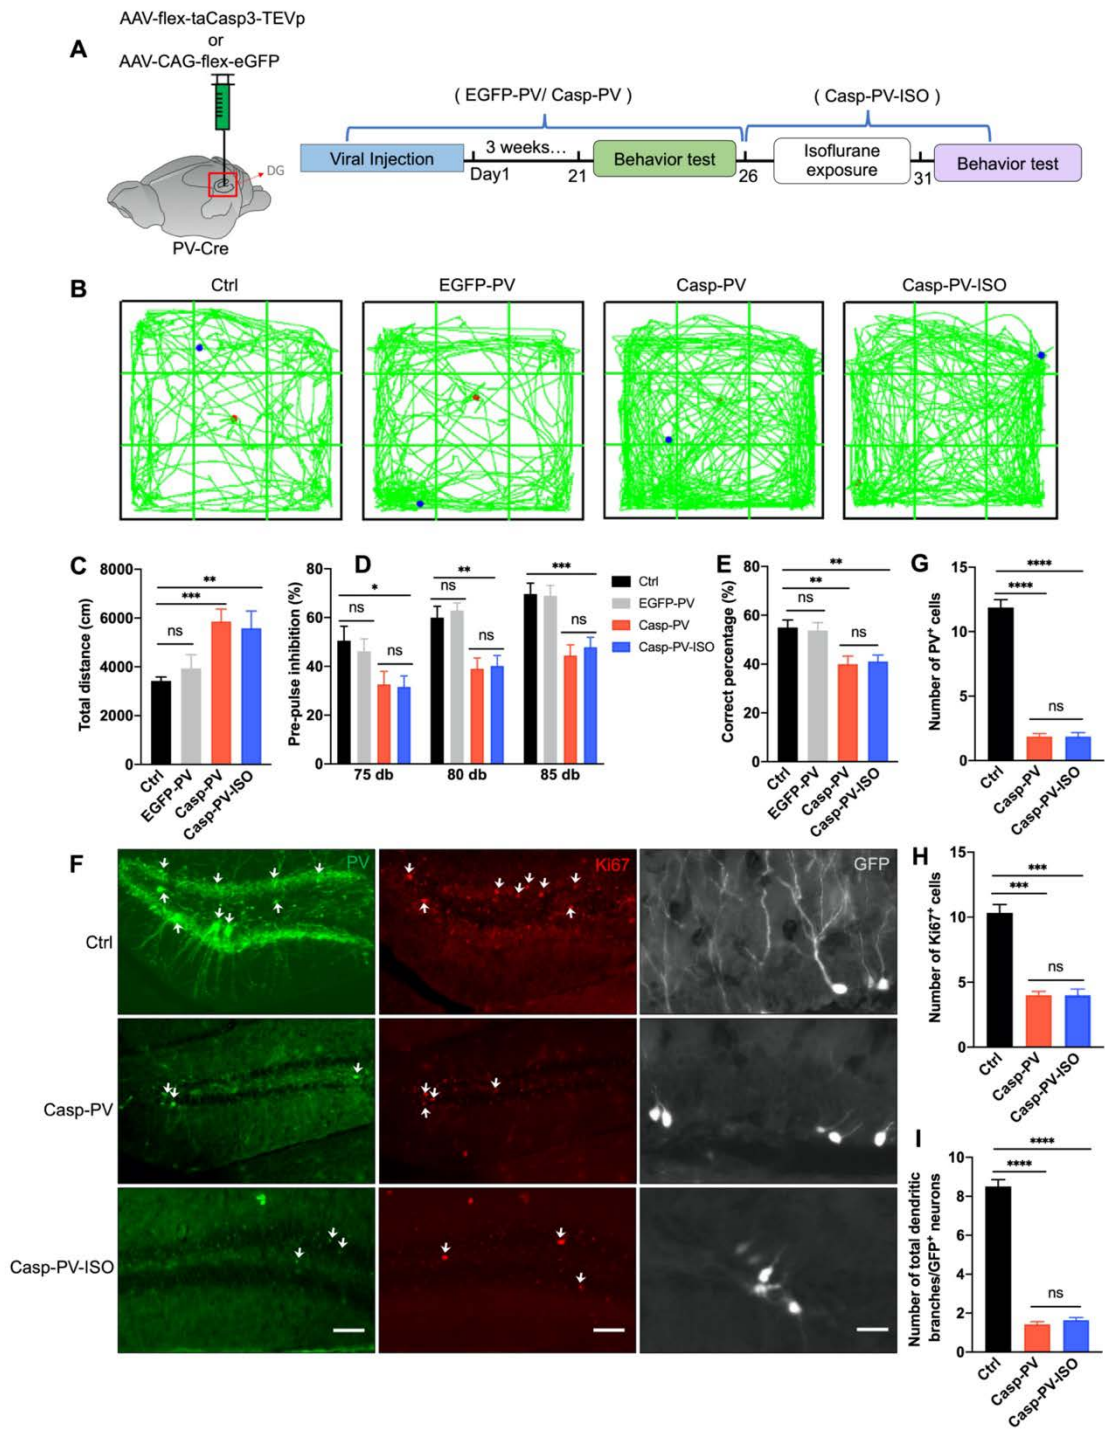 AAV-flex-taCasp3-TEVp
or
AAV-CAG-flex-eGFP
A
DG
PV-Cre
( EGFP-PV/ Casp-PV )
( Casp-PV-ISO )
Viral Injection
3 weeks…
Day1
21
Behavior test
26
Isoflurane
exposure
31
Behavior test
B
Ctrl
EGFP-PV
Casp-PV
Casp-PV-ISO
C
Total distance (cm)
8000
6000
4000
2000
0
**
***
ns
Ctrl
EGFP-PV
Casp-PV
Casp-PV-ISO
D
Pre-pulse inhibition (%)
80
60
40
20
0
*
ns
ns
**
ns
ns
***
ns
75 db
80 db
85 db
Ctrl
EGFP-PV
Casp-PV
Casp-PV-ISO
E
Correct percentage (%)
80
60
40
20
0
**
**
ns
ns
Ctrl
EGFP-PV
Casp-PV
Casp-PV-ISO
G
Number of PV+ cells
15
10
5
0
****
****
ns
Ctrl
Casp-PV
Casp-PV-ISO
F
PV
Ki67
GFP
Ctrl
Casp-PV
Casp-PV-ISO
H
Number of Ki67+ cells
15
10
5
0
***
***
ns
Ctrl
Casp-PV
Casp-PV-ISO
I
Number of total dendritic
branches/GFP+ neurons
10
8
6
4
2
0
****
****
ns
Ctrl
Casp-PV
Casp-PV-ISO